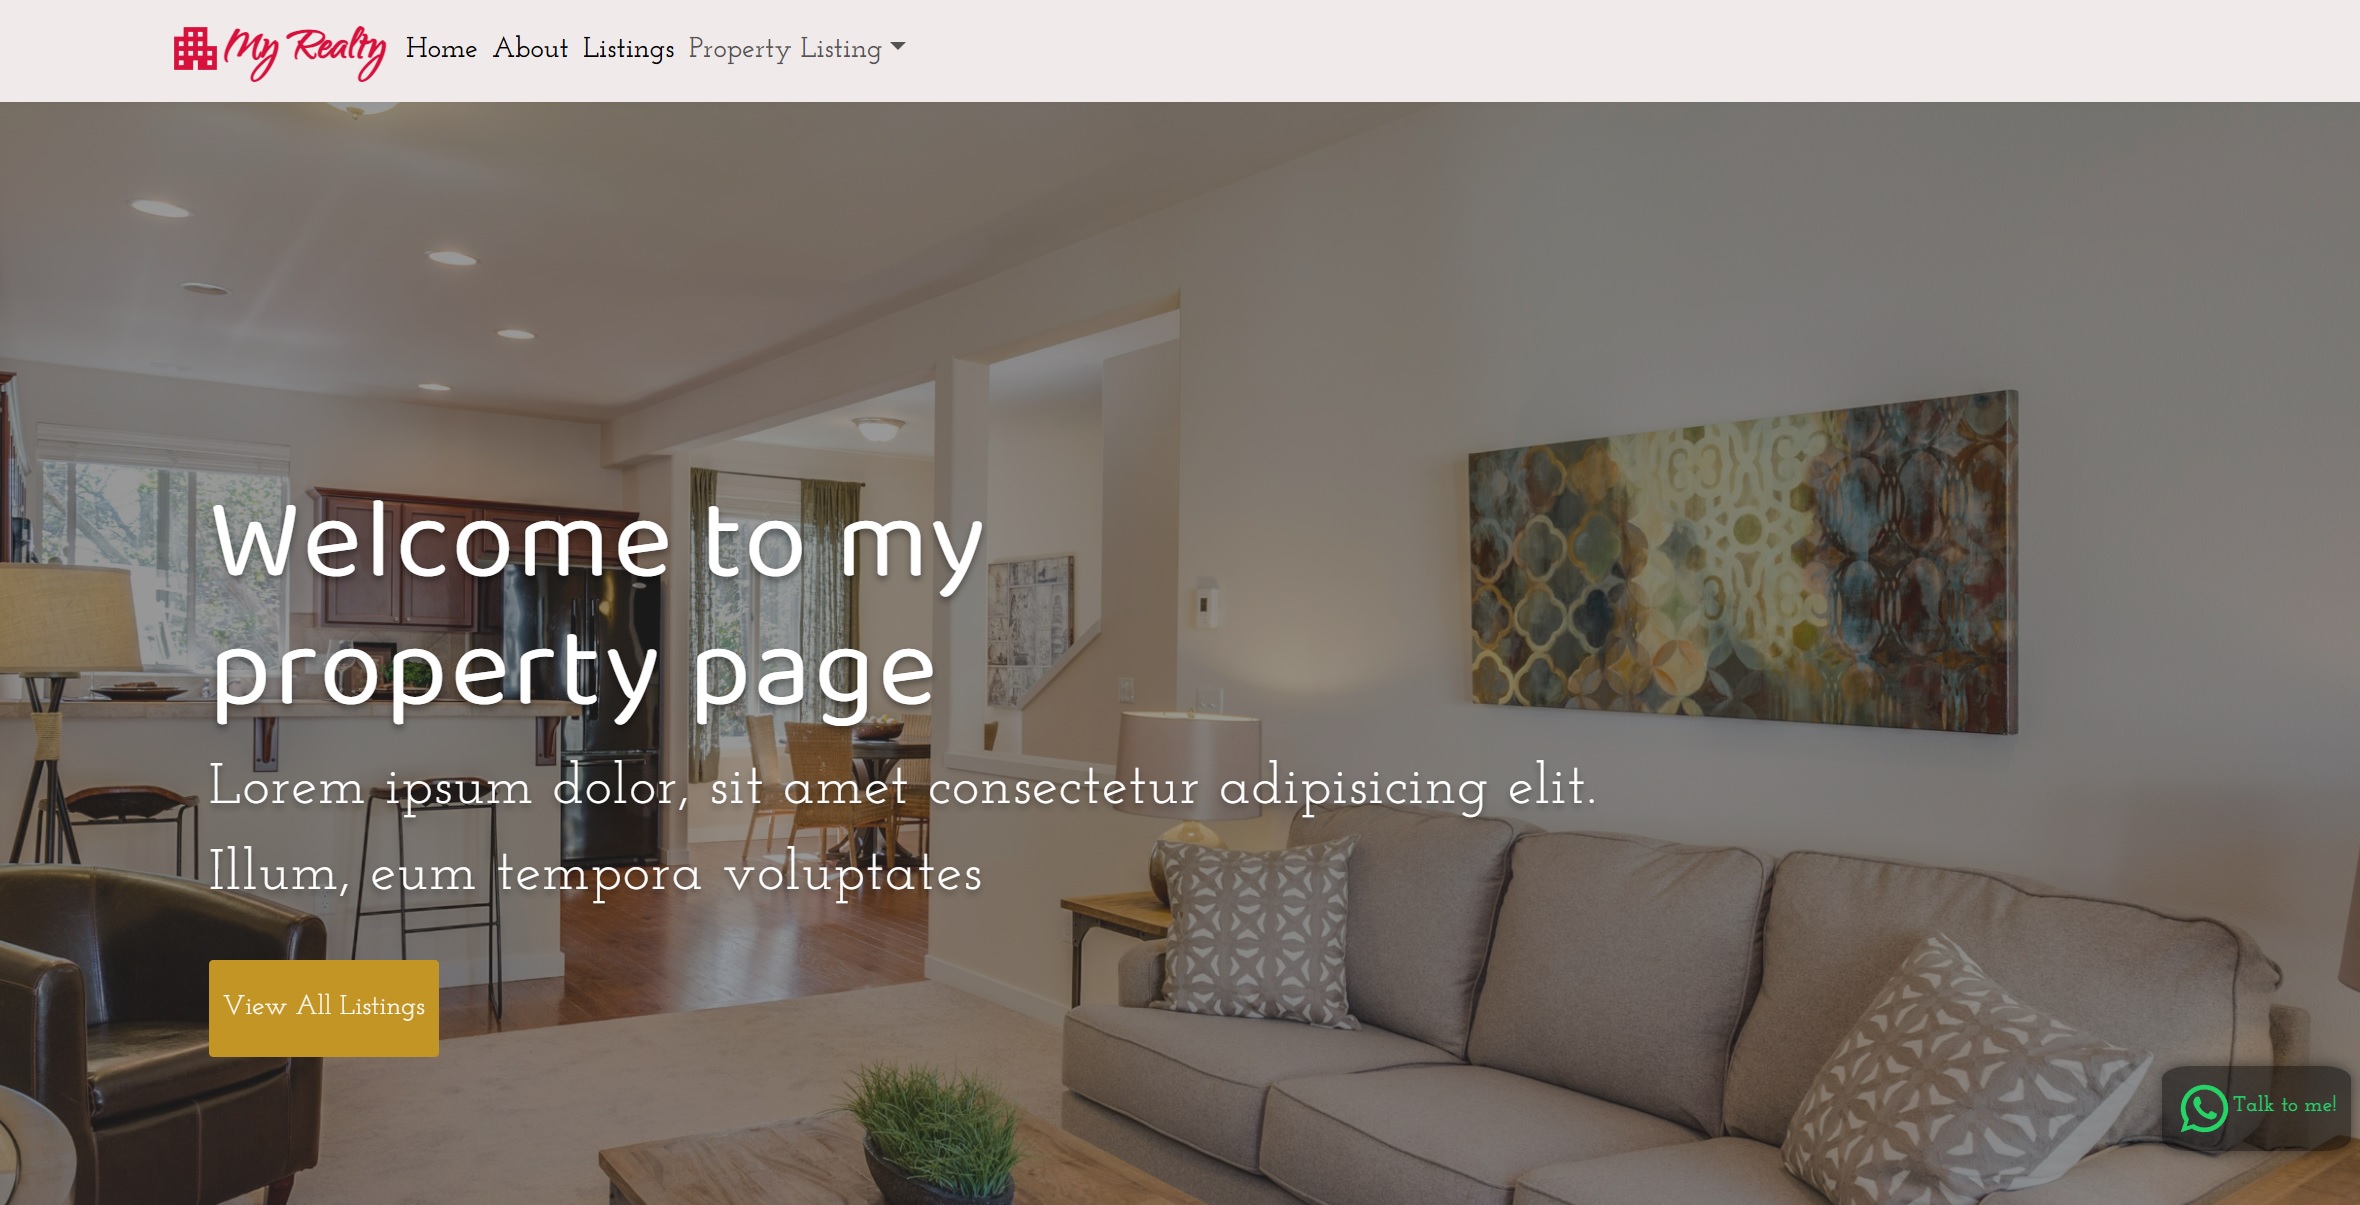 My Realty Home About Listings Property Listing
Welcome to my
property page
Lorem ipsum dolor, sit amet consectetur adipisicing elit.
Illum, eum tempora voluptates
View All Listings
Talk to me!